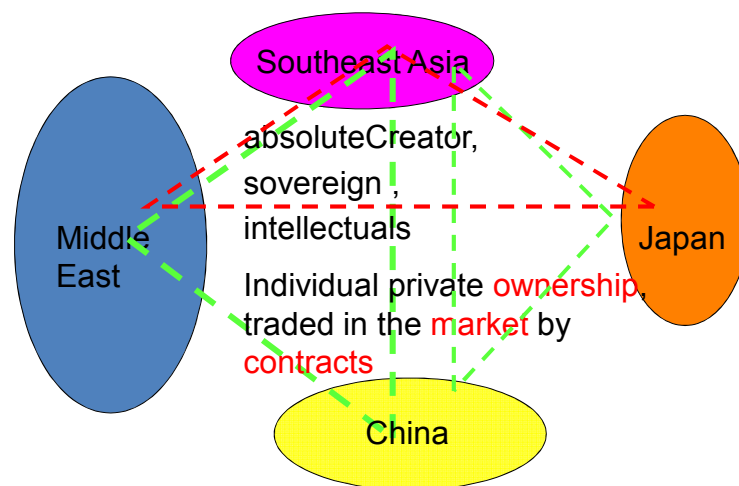 Southeast Asia
absoluteCreator,
sovereign ,
intellectuals
Middle
East
Japan
Individual private ownership,
traded in the market by
contracts
China